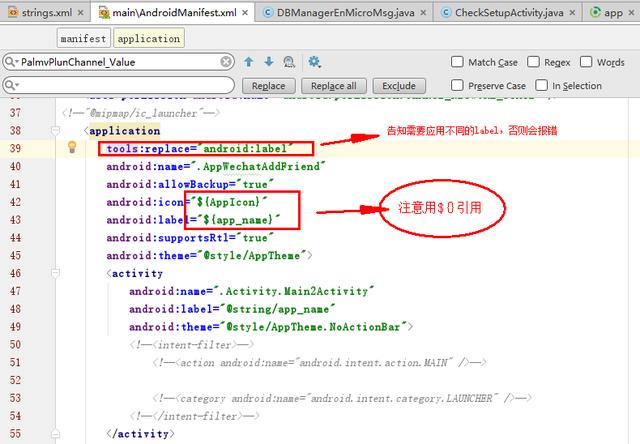 strings.xml main\AndroidManifest.xml DBManagerEnMicroMsg.java CheckSetupActivity.java app
manifest application
PalmvPlunChannel_Value Match Case Regex Words
Replace Replace all Exclude Preserve Case In Selection
37 <!--"@mipmap/ic_launcher"-->
38 <application
39 tools:replace="android:label" 告知需要应用不同的label，否则会报错
40 android:name=".AppWechatAddFriend"
41 android:allowBackup="true"
42 android:icon="${AppIcon}"
43 android:label="${app_name}" 注意用${}引用
44 android:supportsRtl="true"
45 android:theme="@style/AppTheme">
46 <activity
47 android:name=".Activity.Main2Activity"
48 android:label="@string/app_name"
49 android:theme="@style/AppTheme.NoActionBar">
50 <!--<intent-filter>-->
51 <!--<action android:name="android.intent.action.MAIN" />-->
52
53 <!--<category android:name="android.intent.category.LAUNCHER" />-->
54 <!--</intent-filter>-->
55 </activity>